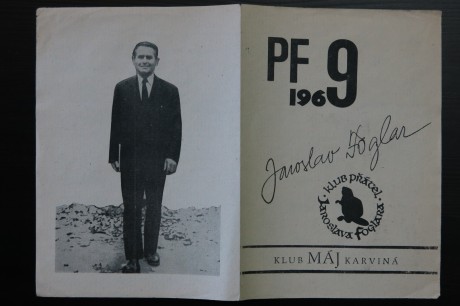 PF 1969
Jaroslav Foglar
KLUB PŘÁTEL
JAROSLAVA FOGLARA
KLUB MÁJ KARVINÁ